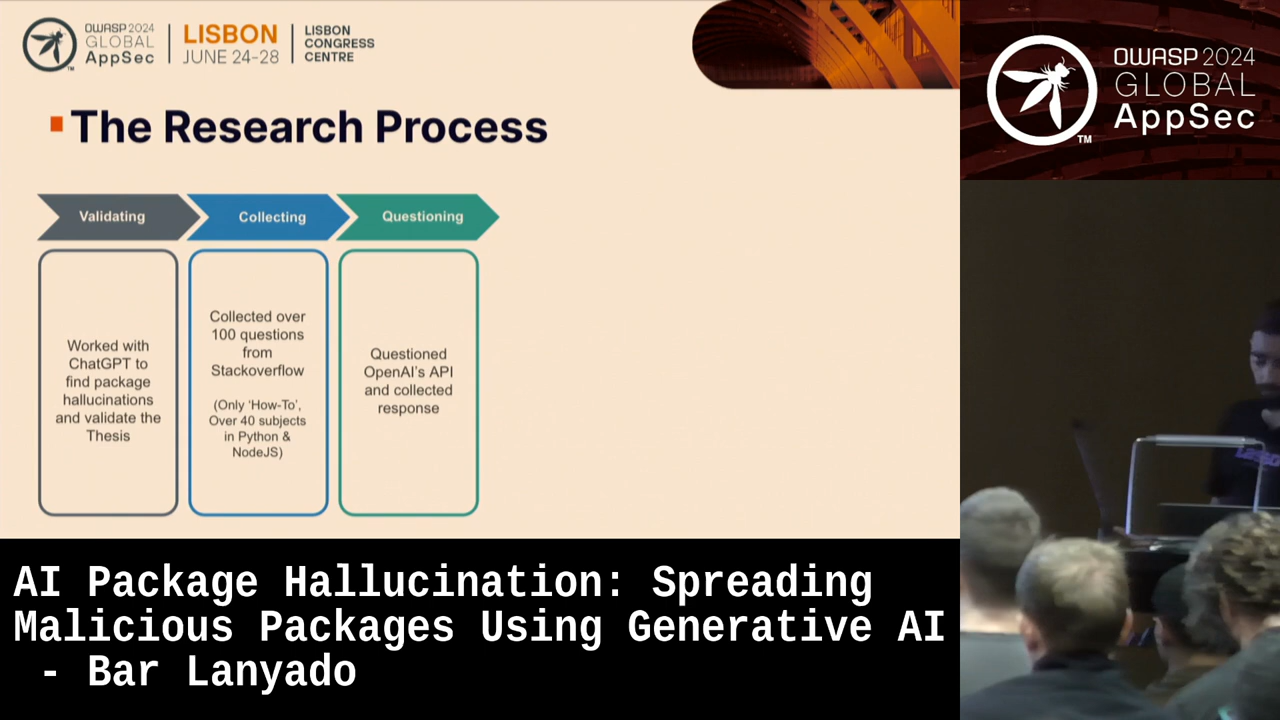 OWASP 2024
GLOBAL
AppSec
TM
LISBON
JUNE 24-28
LISBON
CONGRESS
CENTRE
The Research Process
Validating
Collecting
Questioning
Worked with
ChatGPT to
find package
hallucinations
and validate the
Thesis
Collected over
100 questions
from
Stackoverflow
(Only ‘How-To’,
Over 40 subjects
in Python &
NodeJS)
Questioned
OpenAI’s API
and collected
response
OWASP 2024
GLOBAL
AppSec
TM
AI Package Hallucination: Spreading
Malicious Packages Using Generative AI
- Bar Lanyado